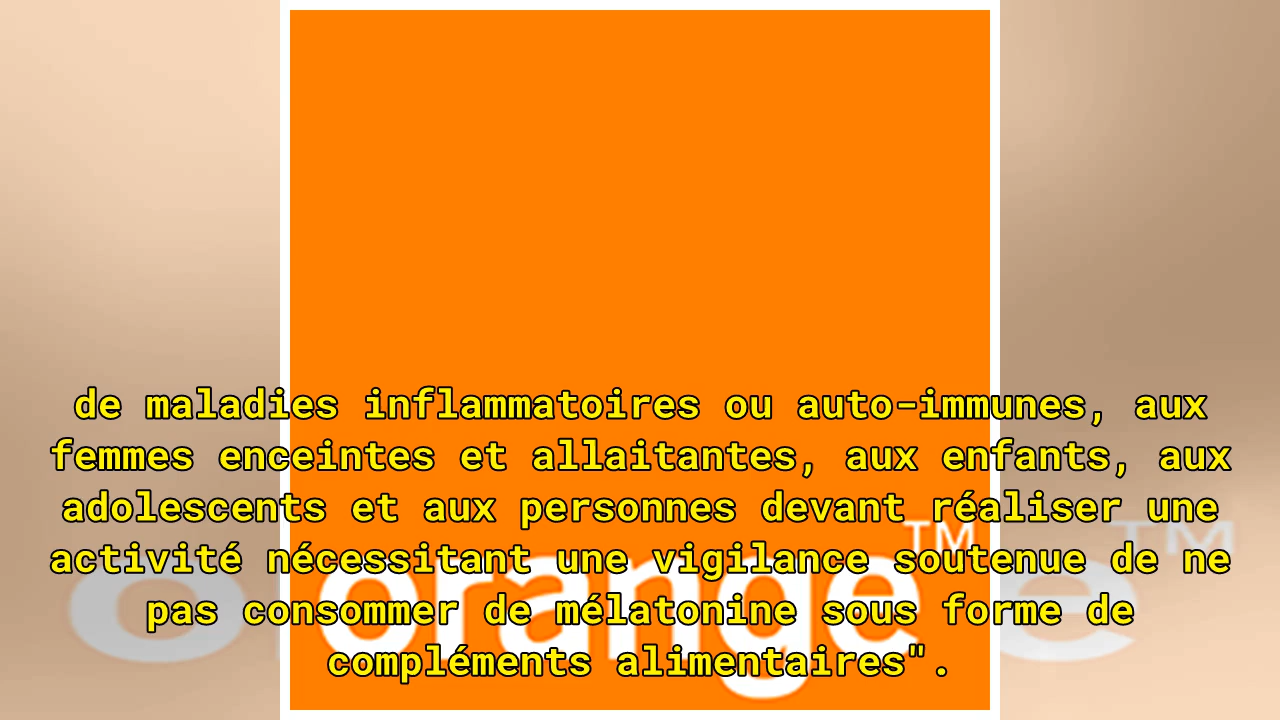 de maladies inflammatoires ou auto-immunes, aux
femmes enceintes et allaitantes, aux enfants, aux
adolescents et aux personnes devant réaliser une
activité nécessitant une vigilance soutenue de ne
pas consommer de mélatonine sous forme de
compléments alimentaires".
orange™